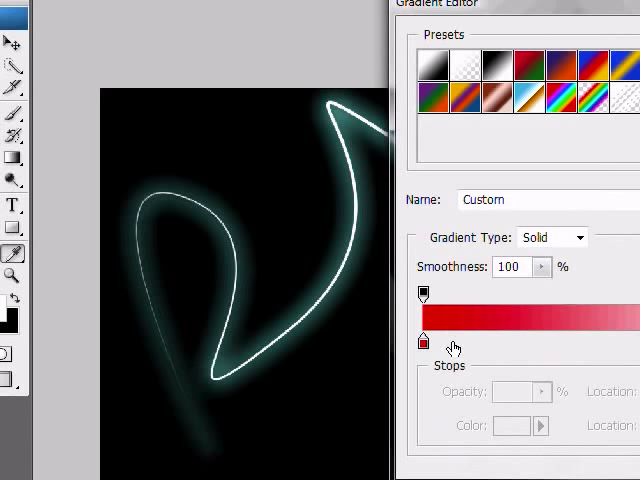 Gradient Editor
Presets
Name: Custom
Gradient Type: Solid
Smoothness: 100 %
Stops
Opacity: % Location:
Color: Location:
T